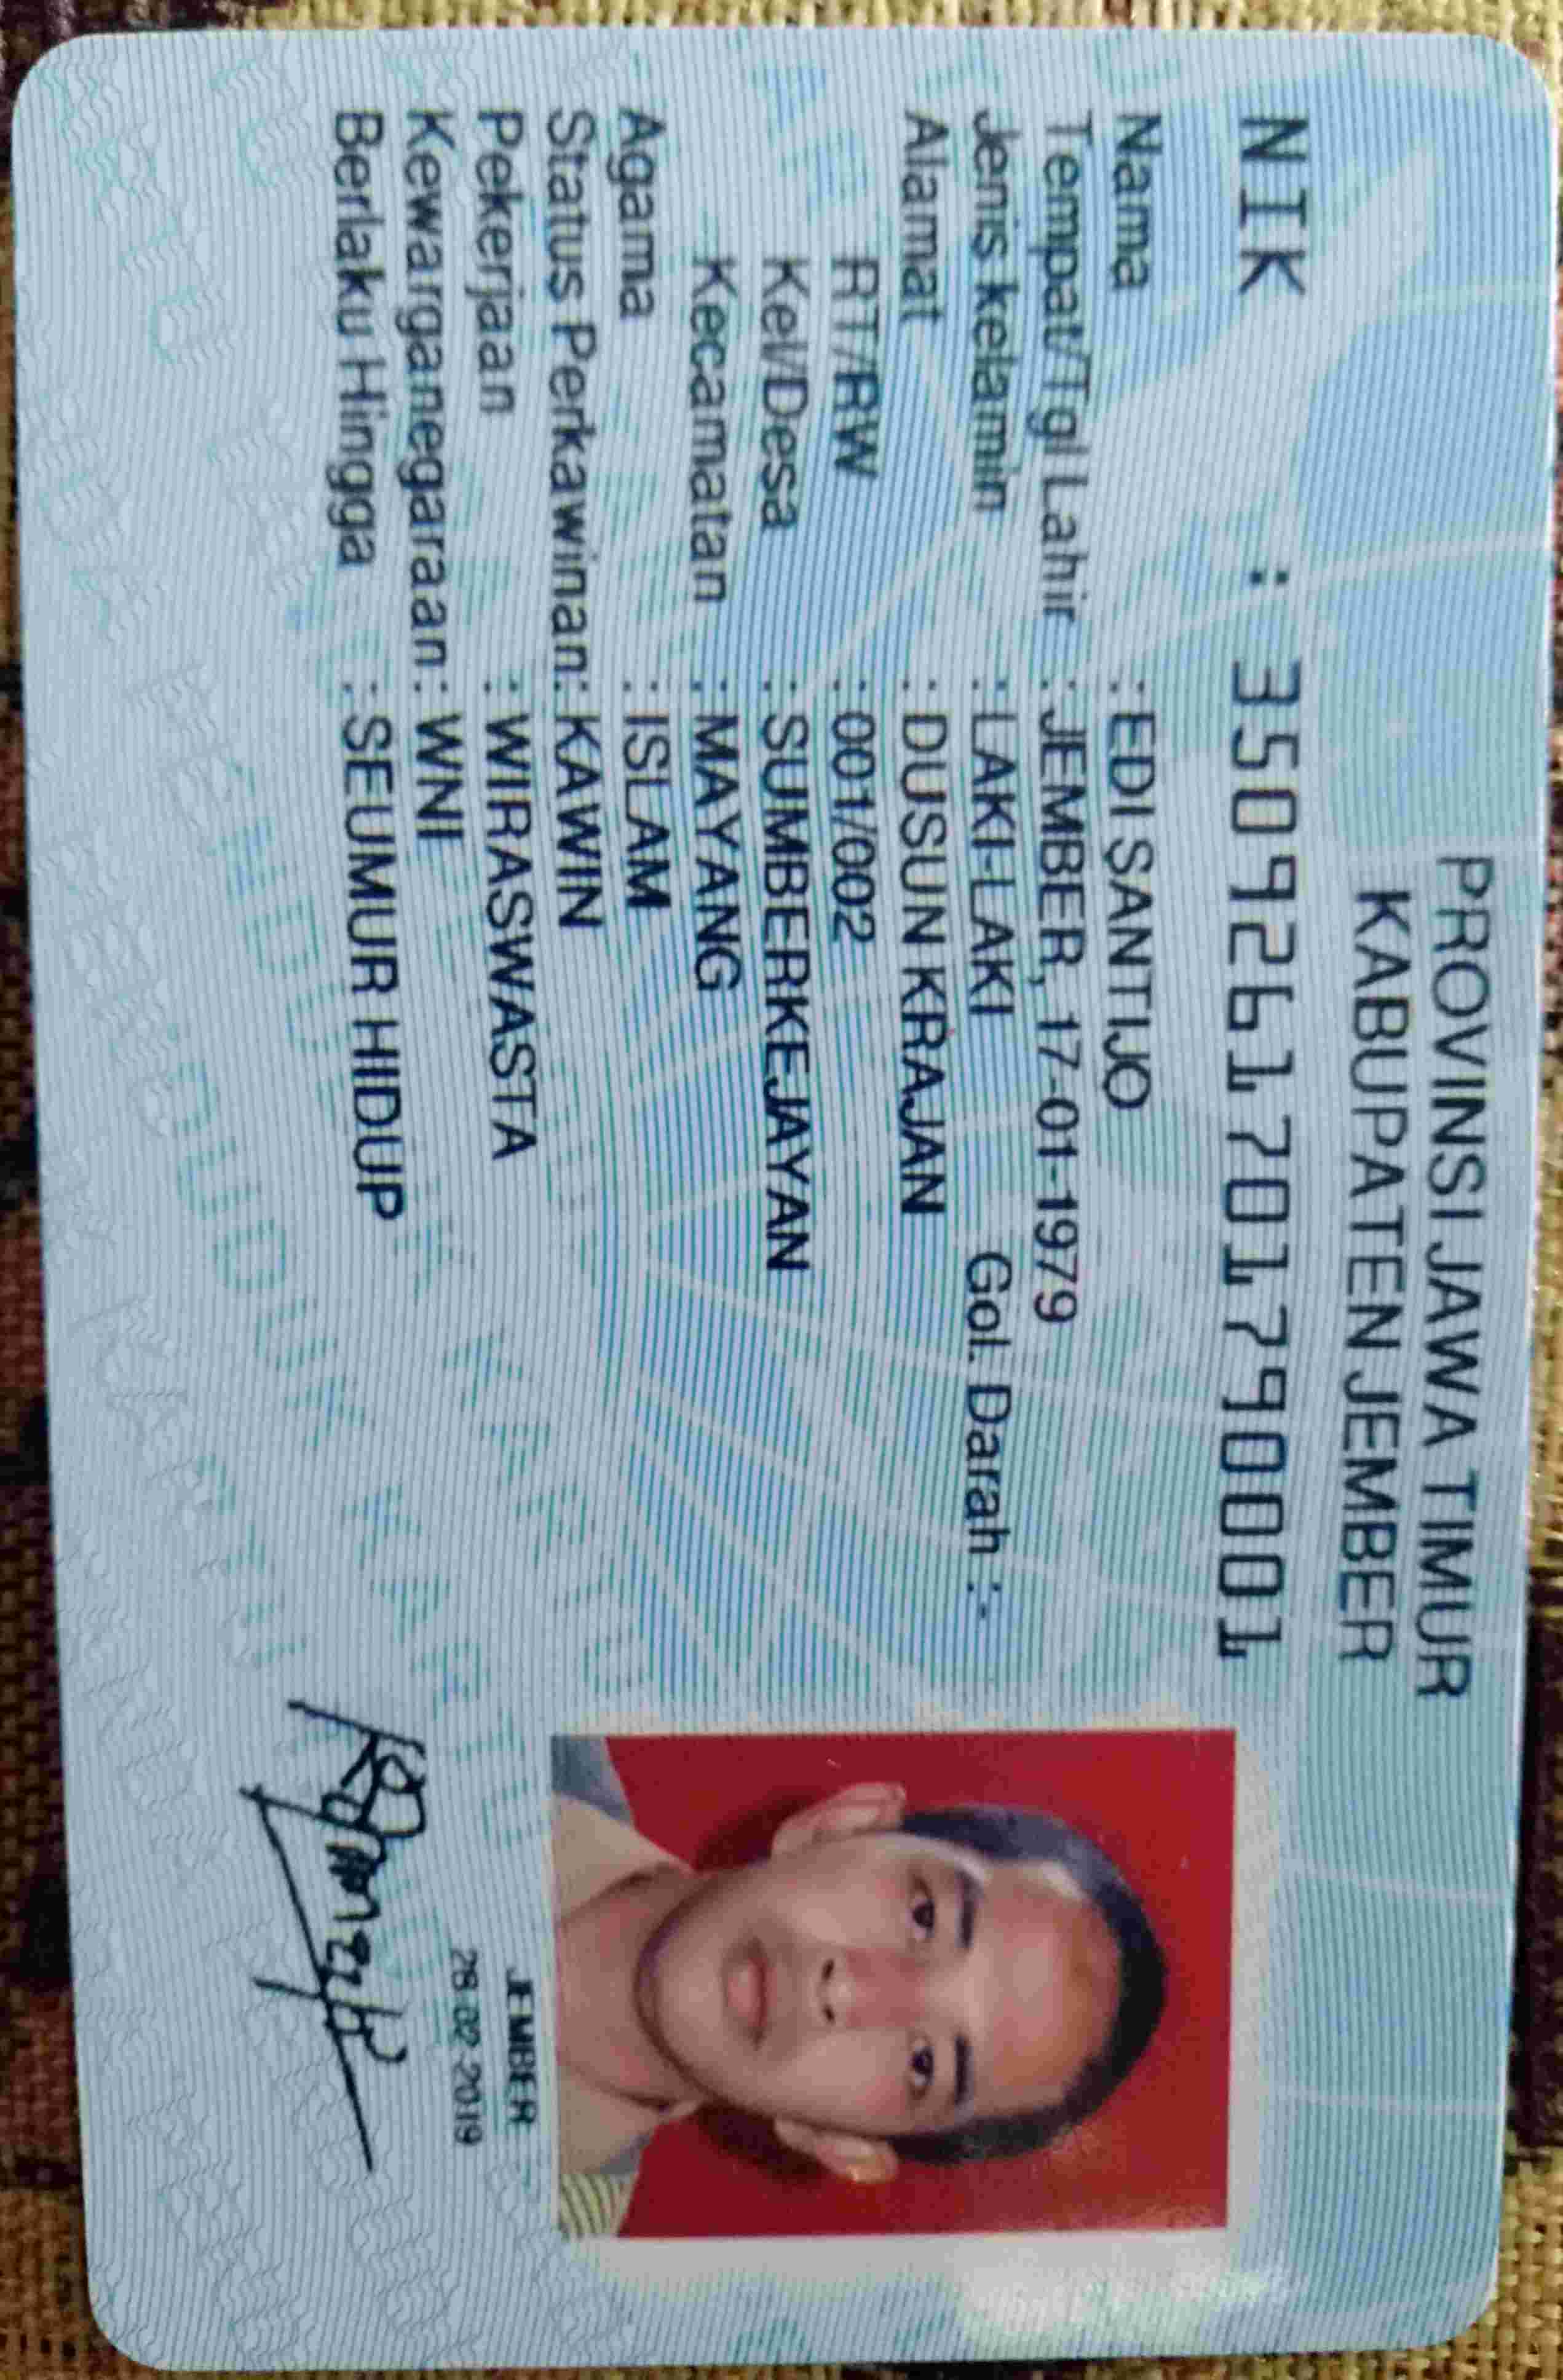 PROVINSI JAWA TIMUR
KABUPATEN JEMBER
NIK : 3509261701790001
Nama : EDI SANTIJO
Tempat/Tgl Lahir : JEMBER, 17-01-1979
Jenis kelamin : LAKI-LAKI Gol. Darah :-
Alamat : DUSUN KRAJAN
RT/RW : 001/002
Kel/Desa : SUMBERKEJAYAN
Kecamatan : MAYANG
Agama : ISLAM
Status Perkawinan: KAWIN
Pekerjaan : WIRASWASTA
Kewarganegaraan: WNI
Berlaku Hingga : SEUMUR HIDUP
JEMBER
28-02-2019